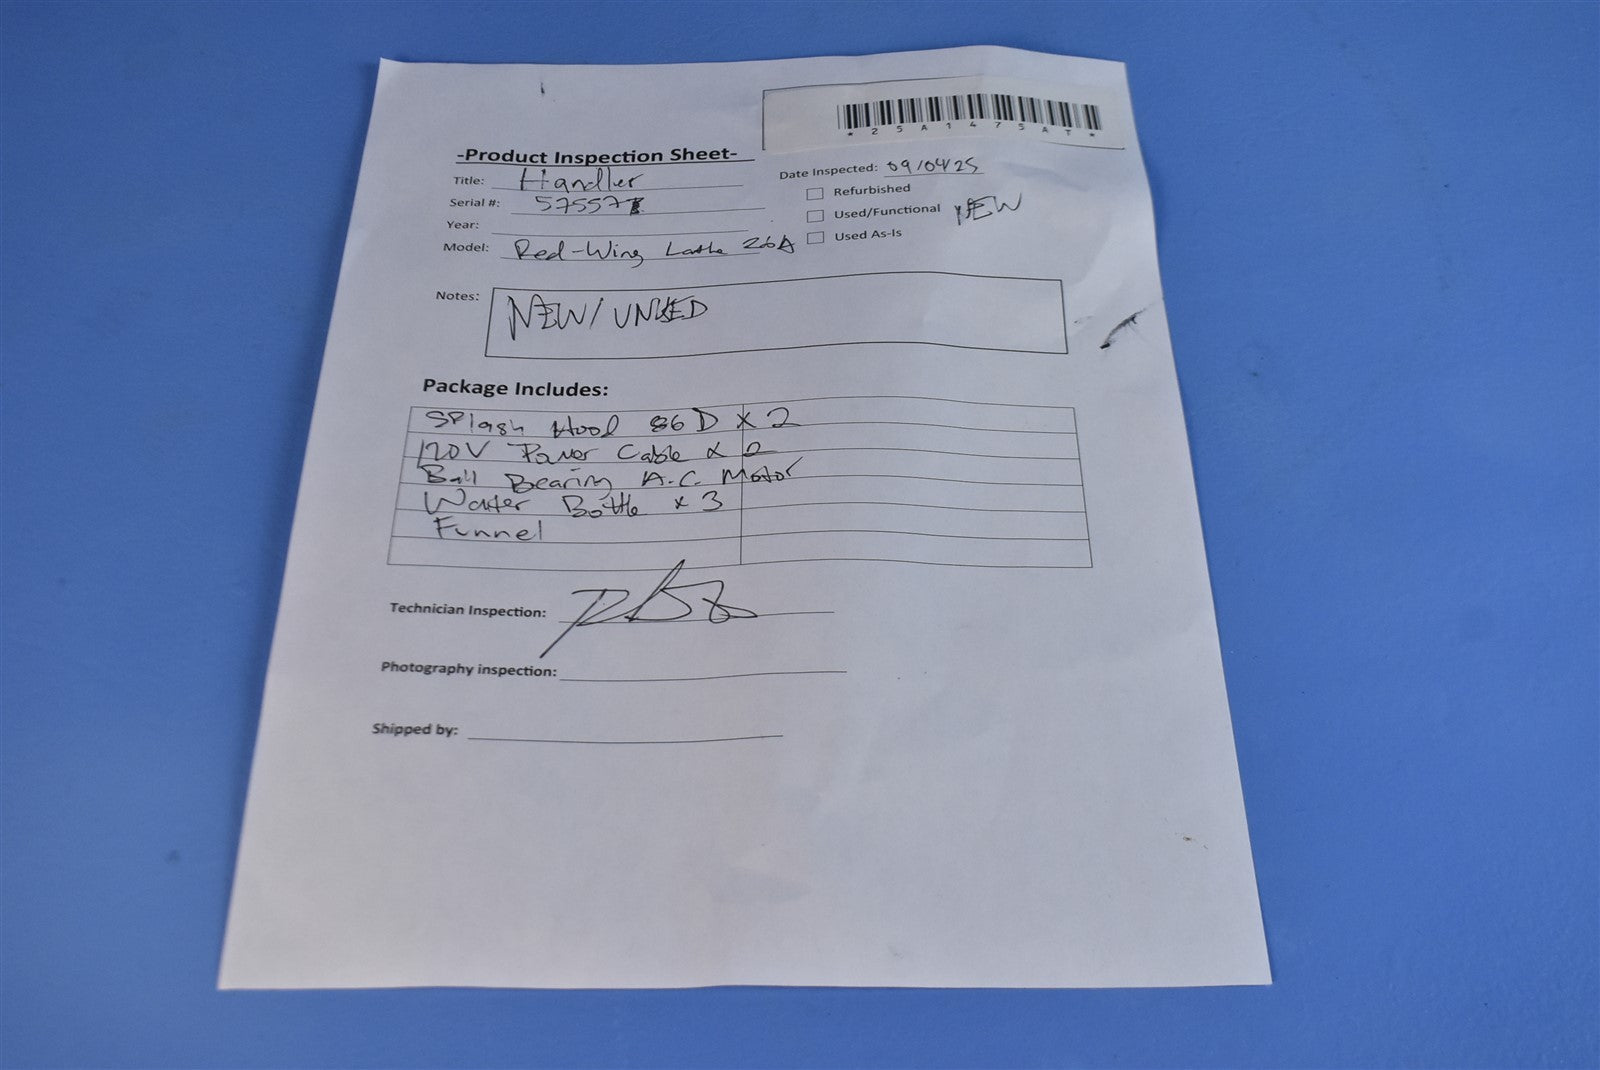 *25A1475AT*
-Product Inspection Sheet-
Title: Handler
Serial #: 575577
Year:
Model: Red-Wing Lathe 26A
Date Inspected: 09/04/25
Refurbished
Used/Functional NEW
Used As-Is
Notes: NEW/UNUSED
Package Includes:
Splash Hood 86D x 2
120V Power Cable x 2
Ball Bearing A.C. Motor
Water Bottle x 3
Funnel
Technician Inspection:
Photography inspection:
Shipped by: